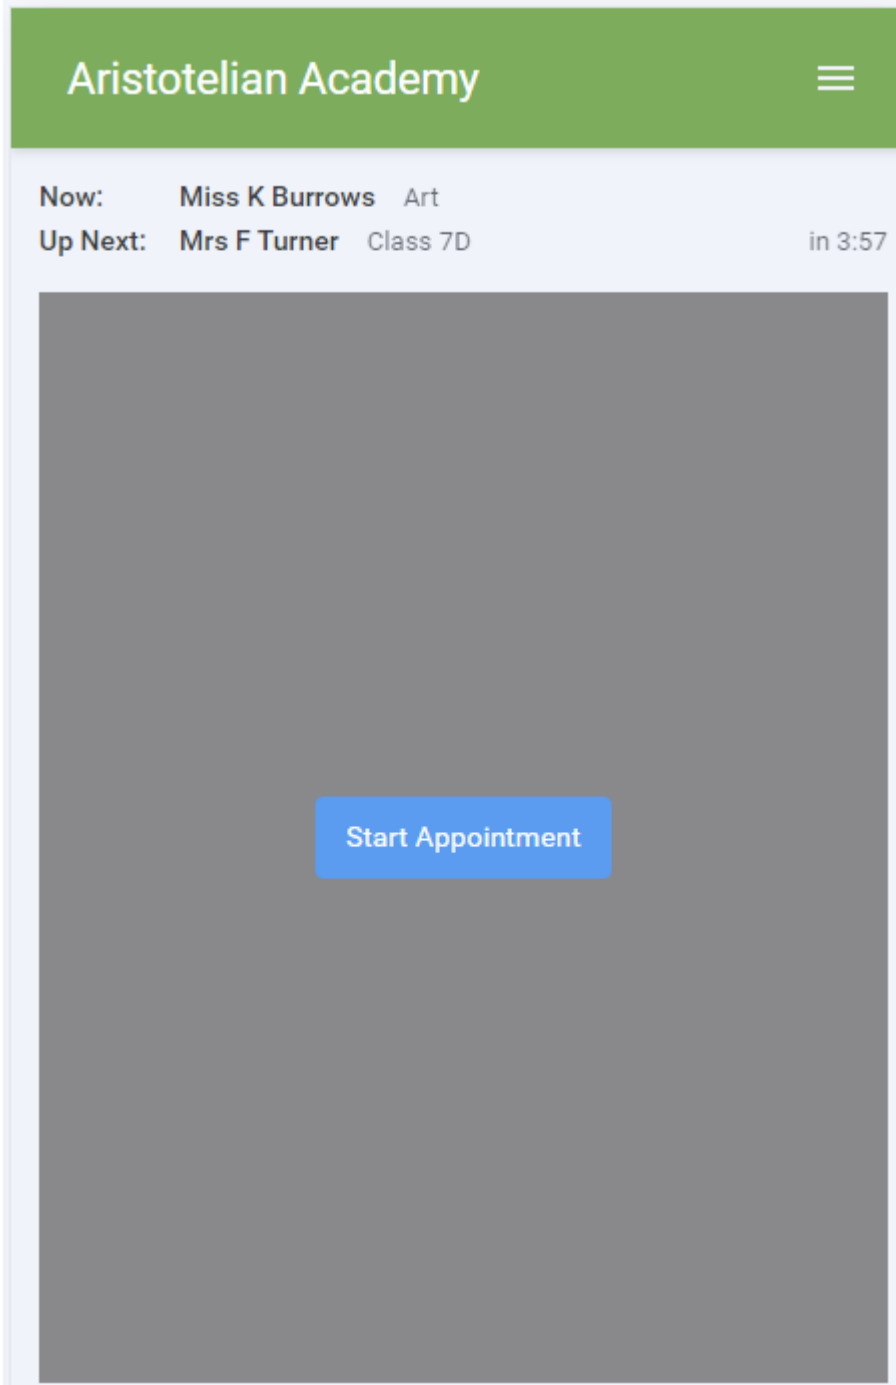 Aristotelian Academy
Now: Miss K Burrows Art
Up Next: Mrs F Turner Class 7D in 3:57
Start Appointment